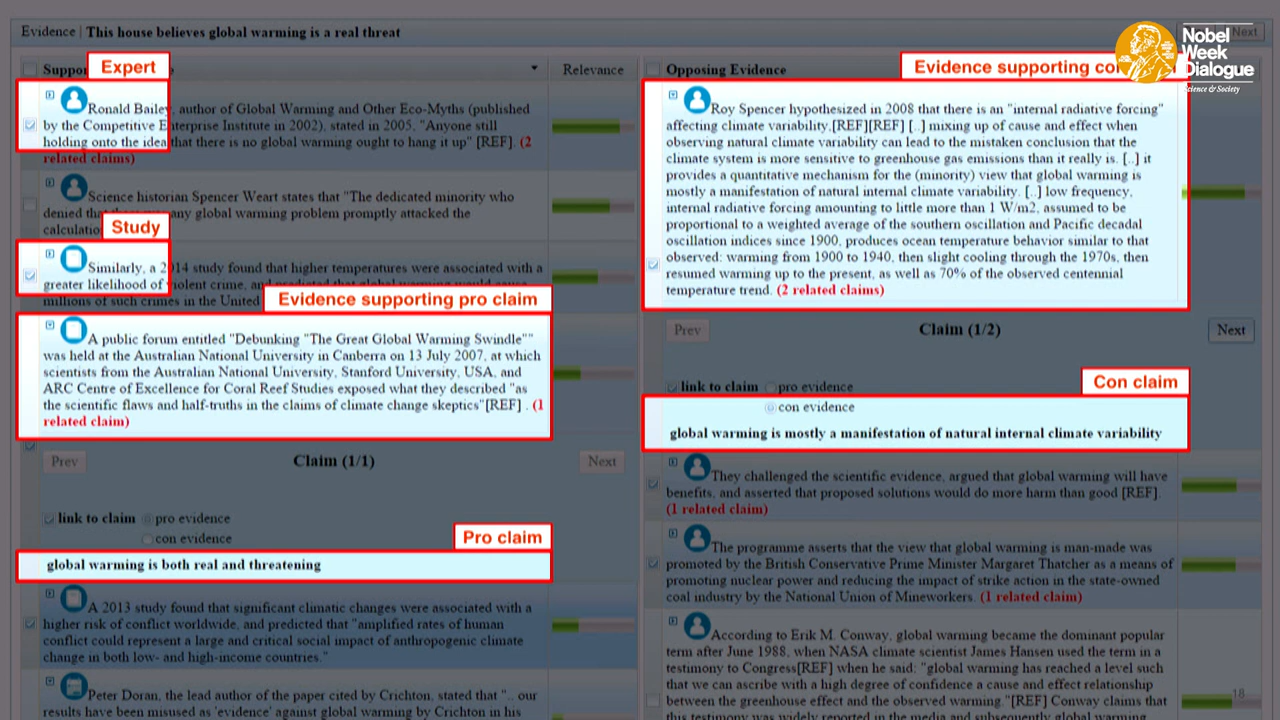 Evidence | This house believes global warming is a real threat
Next
Nobel
Week
Dialogue
Science & Society
Suppo
Expert
Relevance
Ronald Bailey, author of Global Warming and Other Eco-Myths (published
by the Competitive Enterprise Institute in 2002), stated in 2005, "Anyone still
holding onto the idea that there is no global warming ought to hang it up" [REF]. (2
related claims)
Science historian Spencer Weart states that "The dedicated minority who
denied that any global warming problem promptly attacked the
calculatio
Study
Similarly, a 2014 study found that higher temperatures were associated with a
greater likelihood of violent crime, and predicted that global warming would cause
millions of such crimes in the United
Evidence supporting pro claim
A public forum entitled "Debunking "The Great Global Warming Swindle""
was held at the Australian National University in Canberra on 13 July 2007, at which
scientists from the Australian National University, Stanford University, USA, and
ARC Centre of Excellence for Coral Reef Studies exposed what they described "as
the scientific flaws and half-truths in the claims of climate change skeptics"[REF] . (1
related claim)
Prev
Claim (1/1)
Next
link to claim
pro evidence
con evidence
Pro claim
global warming is both real and threatening
A 2013 study found that significant climatic changes were associated with a
higher risk of conflict worldwide, and predicted that "amplified rates of human
conflict could represent a large and critical social impact of anthropogenic climate
change in both low- and high-income countries."
Peter Doran, the lead author of the paper cited by Crichton, stated that "... our
results have been misused as 'evidence' against global warming by Crichton in his
Opposing Evidence
Evidence supporting co
Roy Spencer hypothesized in 2008 that there is an "internal radiative forcing"
affecting climate variability,[REF][REF] [..] mixing up of cause and effect when
observing natural climate variability can lead to the mistaken conclusion that the
climate system is more sensitive to greenhouse gas emissions than it really is. [..] it
provides a quantitative mechanism for the (minority) view that global warming is
mostly a manifestation of natural internal climate variability. [..] low frequency,
internal radiative forcing amounting to little more than 1 W/m2, assumed to be
proportional to a weighted average of the southern oscillation and Pacific decadal
oscillation indices since 1900, produces ocean temperature behavior similar to that
observed: warming from 1900 to 1940, then slight cooling through the 1970s, then
resumed warming up to the present, as well as 70% of the observed centennial
temperature trend. (2 related claims)
Prev
Claim (1/2)
Next
link to claim
pro evidence
con evidence
Con claim
global warming is mostly a manifestation of natural internal climate variability
They challenged the scientific evidence, argued that global warming will have
benefits, and asserted that proposed solutions would do more harm than good [REF].
(1 related claim)
The programme asserts that the view that global warming is man-made was
promoted by the British Conservative Prime Minister Margaret Thatcher as a means of
promoting nuclear power and reducing the impact of strike action in the state-owned
coal industry by the National Union of Mineworkers. (1 related claim)
According to Erik M. Conway, global warming became the dominant popular
term after June 1988, when NASA climate scientist James Hansen used the term in a
testimony to Congress[REF] when he said: "global warming has reached a level such
that we can ascribe with a high degree of confidence a cause and effect relationship
between the greenhouse effect and the observed warming."[REF] Conway claims that
this testimony was widely reported in the media and subsequently global warming
18